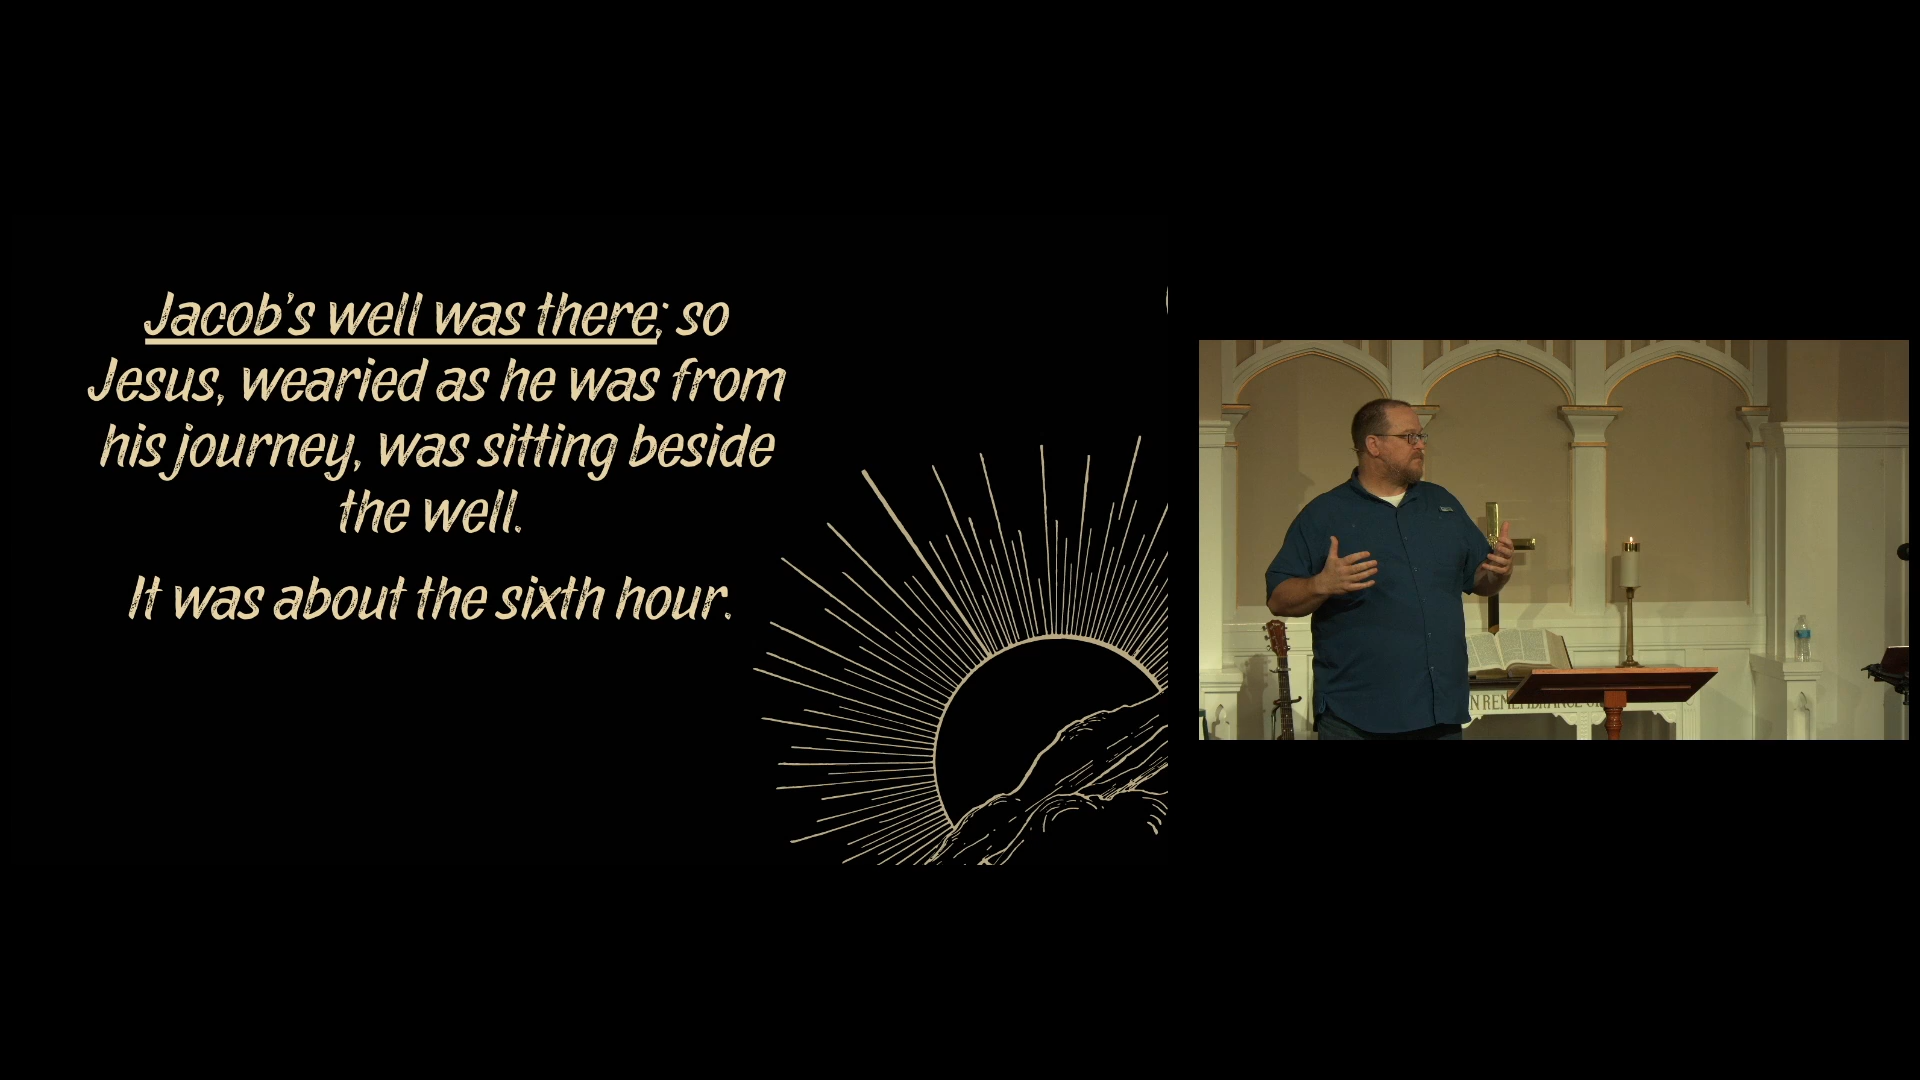 Jacob's well was there; so
Jesus, wearied as he was from
his journey, was sitting beside
the well.
It was about the sixth hour.